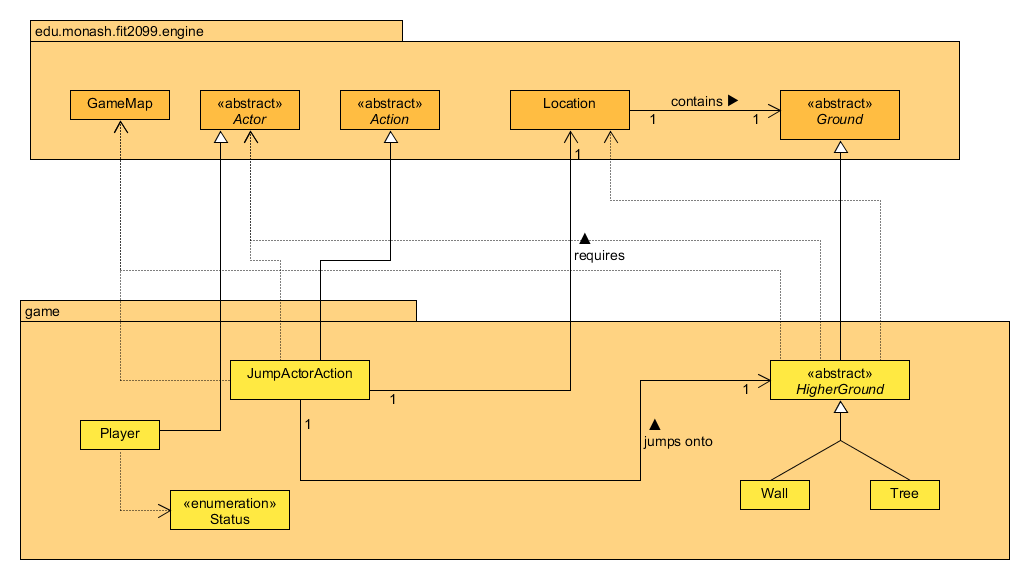 edu.monash.fit2099.engine
GameMap
«abstract»
Actor
«abstract»
Action
Location
contains ▶
1
1
«abstract»
Ground
1
▲
requires
game
JumpActorAction
1
1
«abstract»
HigherGround
1
▲
jumps onto
Player
«enumeration»
Status
Wall
Tree